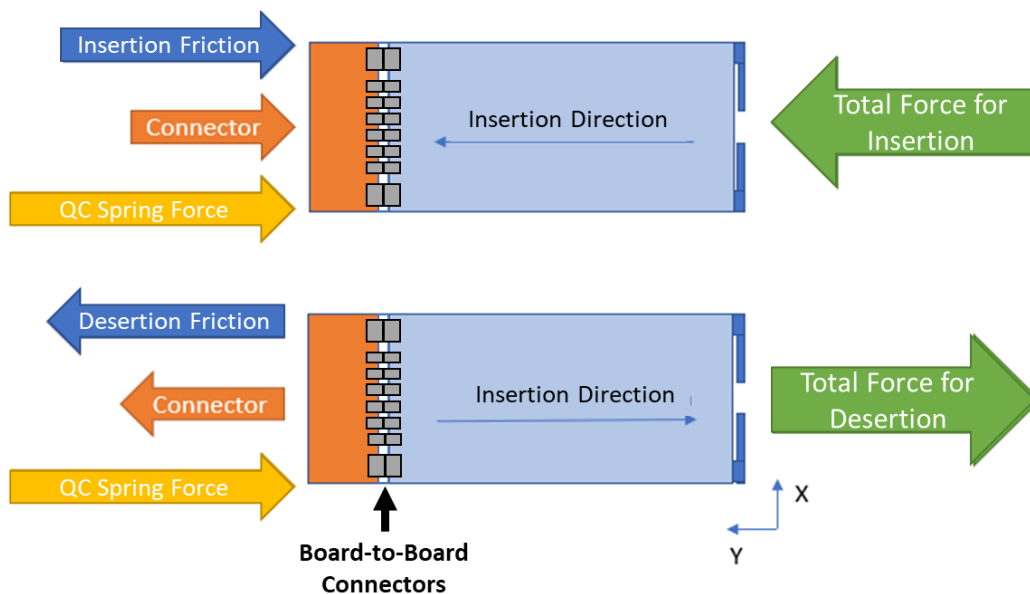 Insertion Friction
Connector
QC Spring Force
Insertion Direction
Total Force for
Insertion
Desertion Friction
Connector
QC Spring Force
Insertion Direction
Total Force for
Desertion
X
Y
Board-to-Board
Connectors